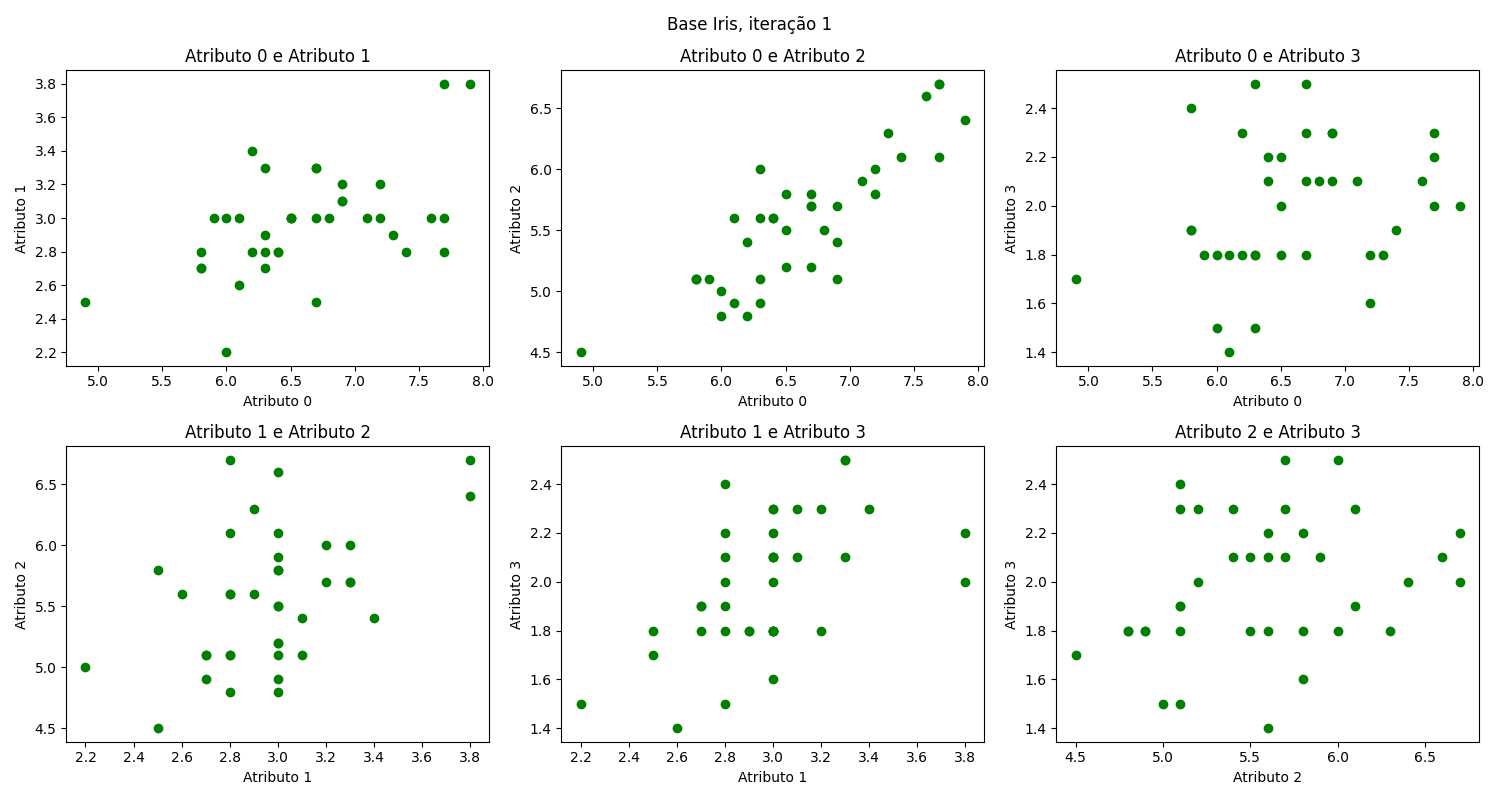 Base Iris, iteração 1
Atributo 0 e Atributo 1
3.8
3.6
3.4
3.2
3.0
2.8
2.6
2.4
2.2
Atributo 1
5.0 5.5 6.0 6.5 7.0 7.5 8.0
Atributo 0
Atributo 0 e Atributo 2
6.5
6.0
5.5
5.0
4.5
Atributo 2
5.0 5.5 6.0 6.5 7.0 7.5 8.0
Atributo 0
Atributo 0 e Atributo 3
2.4
2.2
2.0
1.8
1.6
1.4
Atributo 3
5.0 5.5 6.0 6.5 7.0 7.5 8.0
Atributo 0
Atributo 1 e Atributo 2
6.5
6.0
5.5
5.0
4.5
Atributo 2
2.2 2.4 2.6 2.8 3.0 3.2 3.4 3.6 3.8
Atributo 1
Atributo 1 e Atributo 3
2.4
2.2
2.0
1.8
1.6
1.4
Atributo 3
2.2 2.4 2.6 2.8 3.0 3.2 3.4 3.6 3.8
Atributo 1
Atributo 2 e Atributo 3
2.4
2.2
2.0
1.8
1.6
1.4
Atributo 3
4.5 5.0 5.5 6.0 6.5
Atributo 2